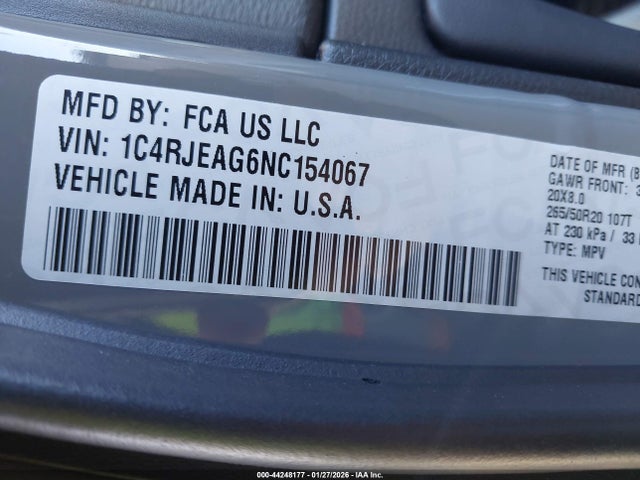 MFD BY: FCA US LLC
VIN: 1C4RJEAG6NC154067
VEHICLE MADE IN: U.S.A.
DATE OF MFR
GAWR FRONT:
20X8.0
265/50R20 107T
AT 230 kPa / 33
TYPE: MPV
THIS VEHICLE
STANDARD
000-44248177 - 01/27/2026 - IAA Inc.